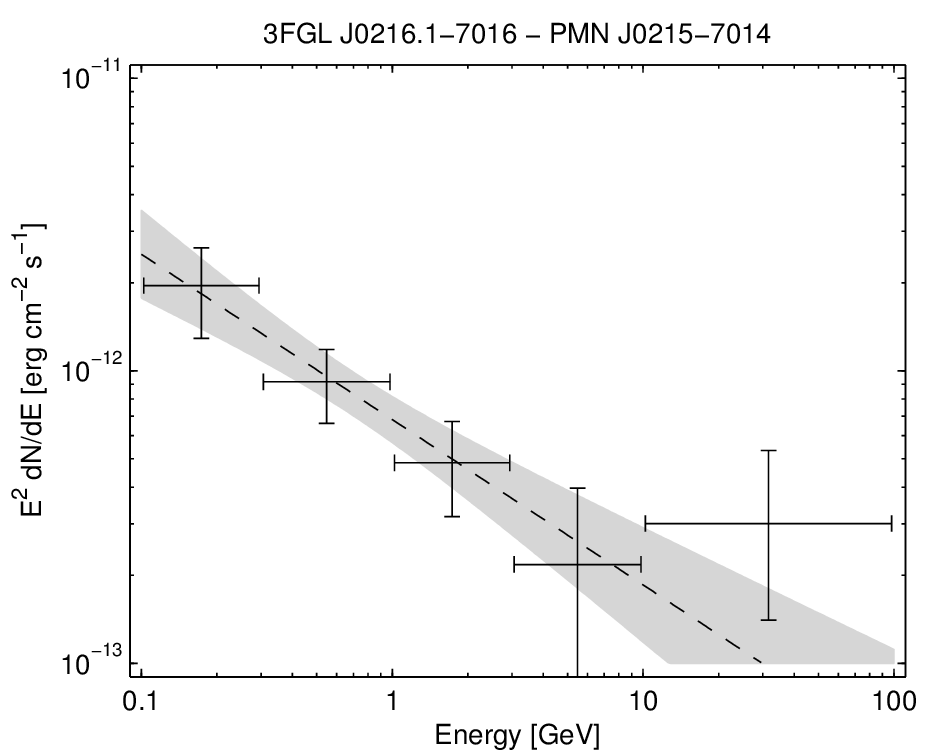 3FGL J0216.1−7016 − PMN J0215−7014
E² dN/dE [erg cm⁻² s⁻¹]
10⁻¹¹
10⁻¹²
10⁻¹³
0.1 1 10 100
Energy [GeV]